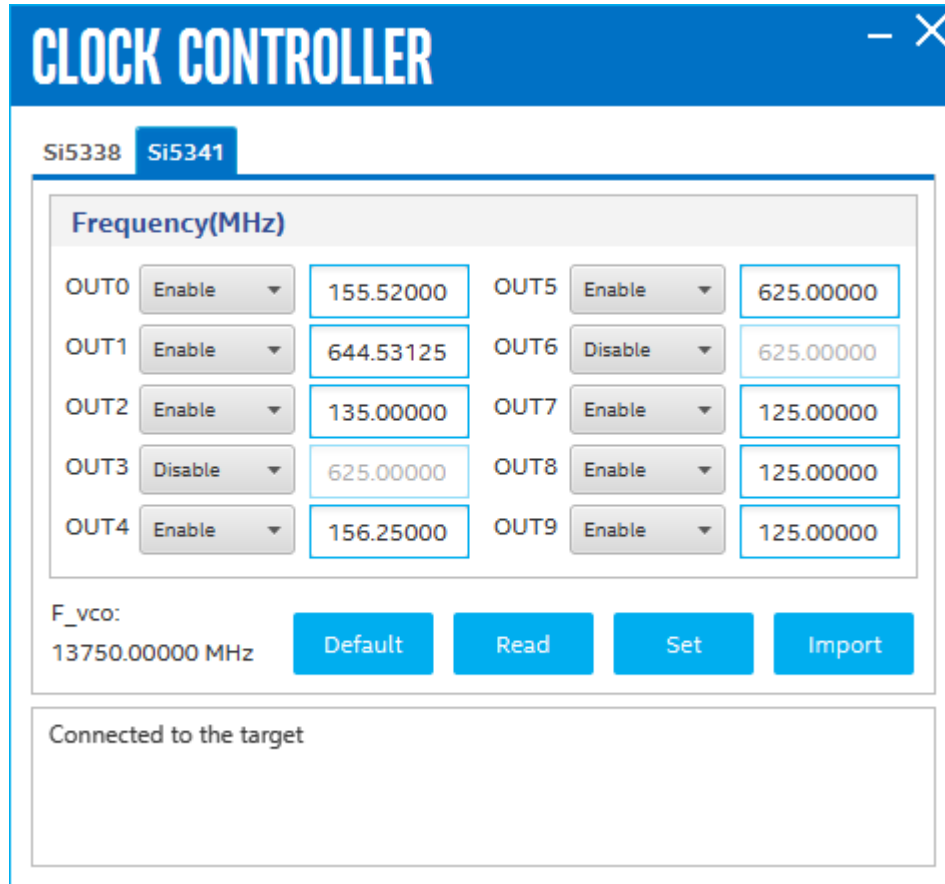 CLOCK CONTROLLER
Si5338 Si5341
Frequency(MHz)
OUT0 Enable 155.52000 OUT5 Enable 625.00000
OUT1 Enable 644.53125 OUT6 Disable 625.00000
OUT2 Enable 135.00000 OUT7 Enable 125.00000
OUT3 Disable 625.00000 OUT8 Enable 125.00000
OUT4 Enable 156.25000 OUT9 Enable 125.00000
F_vco:
13750.00000 MHz Default Read Set Import
Connected to the target